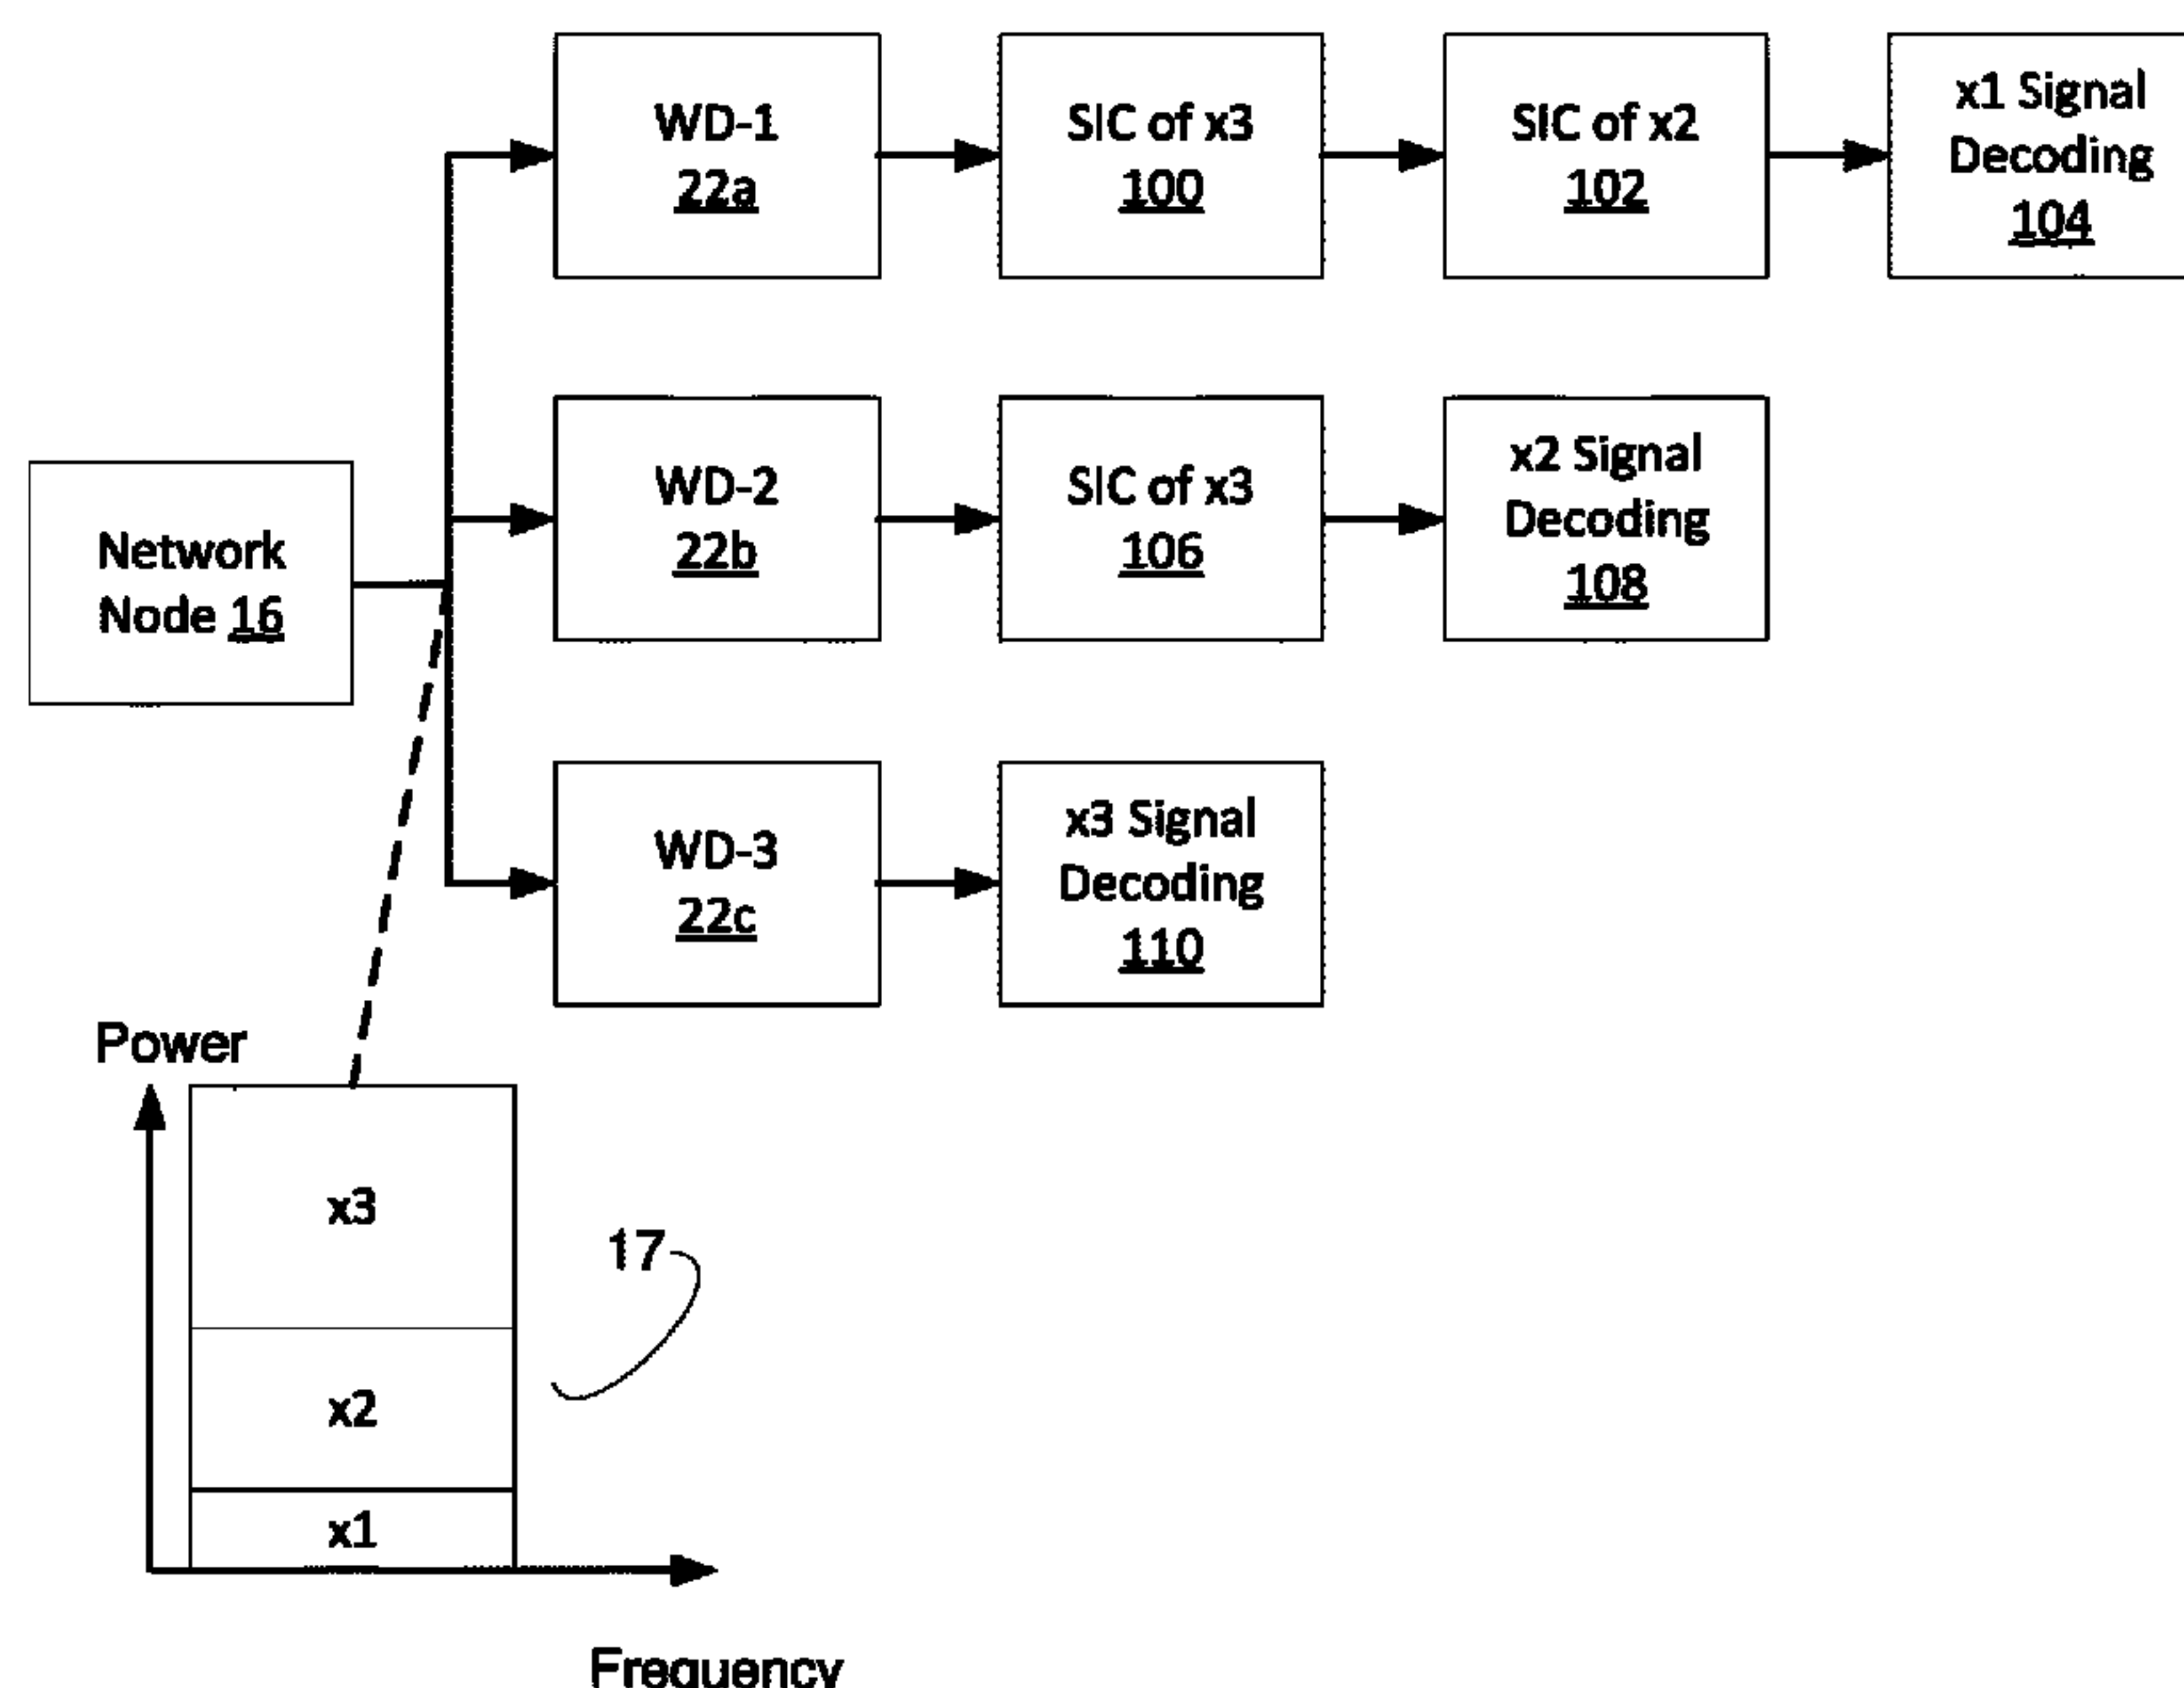 WD-1
22a
SIC of x3
100
SIC of x2
102
x1 Signal
Decoding
104
Network
Node 16
WD-2
22b
SIC of x3
106
x2 Signal
Decoding
108
WD-3
22c
x3 Signal
Decoding
110
Power
x3
17
x2
x1
Frequency